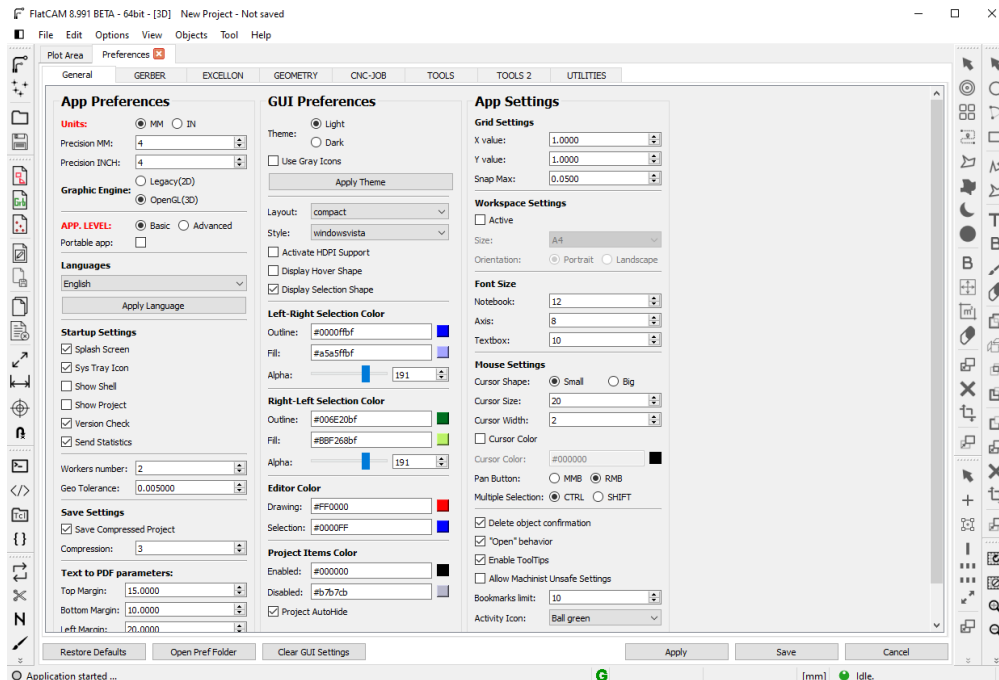 FlatCAM 8.991 BETA - 64bit - [3D]    New Project - Not saved
File Edit Options View Objects Tool Help
Plot Area Preferences
General GERBER EXCELLON GEOMETRY CNC-JOB TOOLS TOOLS 2 UTILITIES
App Preferences
Units: MM IN
Precision MM: 4
Precision INCH: 4
Graphic Engine: Legacy(2D)
OpenGL(3D)
APP. LEVEL: Basic Advanced
Portable app:
Languages
English
Apply Language
Startup Settings
Splash Screen
Sys Tray Icon
Show Shell
Show Project
Version Check
Send Statistics
Workers number: 2
Geo Tolerance: 0.005000
Save Settings
Save Compressed Project
Compression: 3
Text to PDF parameters:
Top Margin: 15.0000
Bottom Margin: 10.0000
Left Margin: 20.0000
GUI Preferences
Theme: Light
Dark
Use Gray Icons
Apply Theme
Layout: compact
Style: windowsvista
Activate HDPI Support
Display Hover Shape
Display Selection Shape
Left-Right Selection Color
Outline: #0000ffbf
Fill: #a5a5ffbf
Alpha: 191
Right-Left Selection Color
Outline: #006E20bf
Fill: #BBF268bf
Alpha: 191
Editor Color
Drawing: #FF0000
Selection: #0000FF
Project Items Color
Enabled: #000000
Disabled: #b7b7cb
Project AutoHide
App Settings
Grid Settings
X value: 1.0000
Y value: 1.0000
Snap Max: 0.0500
Workspace Settings
Active
Size: A4
Orientation: Portrait Landscape
Font Size
Notebook: 12
Axis: 8
Textbox: 10
Mouse Settings
Cursor Shape: Small Big
Cursor Size: 20
Cursor Width: 2
Cursor Color
Cursor Color: #000000
Pan Button: MMB RMB
Multiple Selection: CTRL SHIFT
Delete object confirmation
"Open" behavior
Enable ToolTips
Allow Machinist Unsafe Settings
Bookmarks limit: 10
Activity Icon: Ball green
Restore Defaults Open Pref Folder Clear GUI Settings Apply Save Cancel
Application started ... G [mm] Idle.